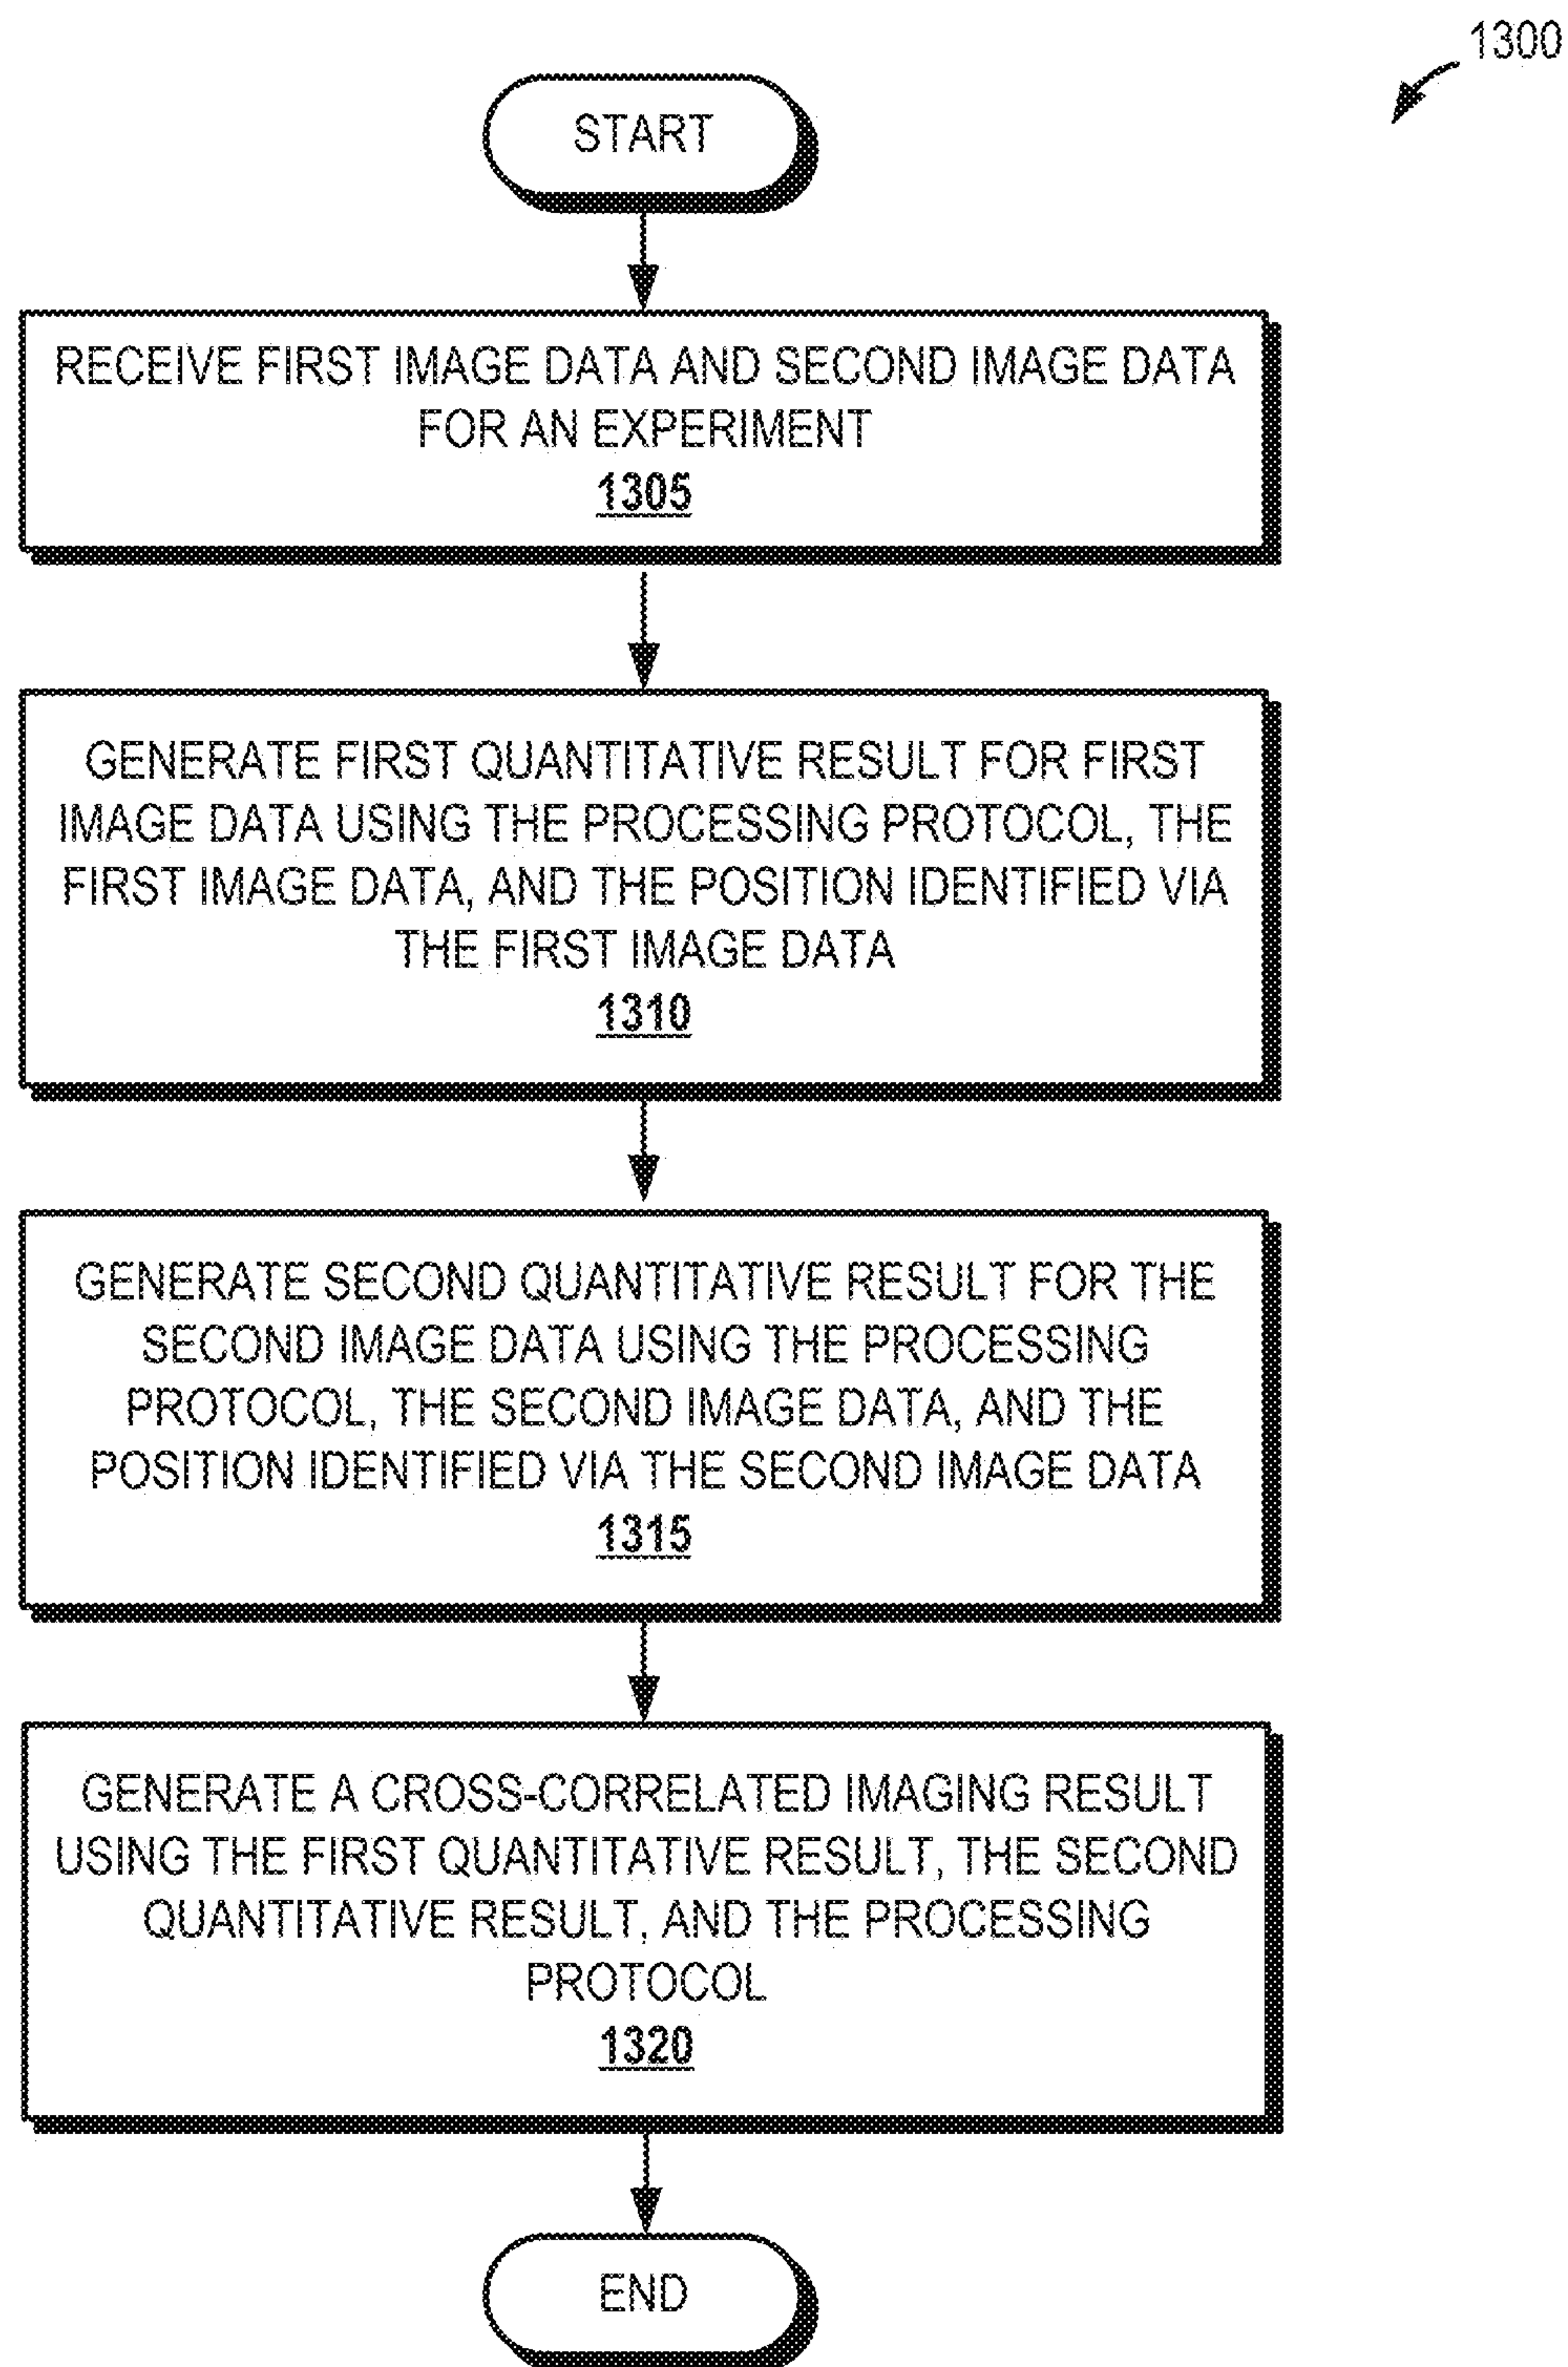 1300
START
RECEIVE FIRST IMAGE DATA AND SECOND IMAGE DATA
FOR AN EXPERIMENT
1305
GENERATE FIRST QUANTITATIVE RESULT FOR FIRST
IMAGE DATA USING THE PROCESSING PROTOCOL, THE
FIRST IMAGE DATA, AND THE POSITION IDENTIFIED VIA
THE FIRST IMAGE DATA
1310
GENERATE SECOND QUANTITATIVE RESULT FOR THE
SECOND IMAGE DATA USING THE PROCESSING
PROTOCOL, THE SECOND IMAGE DATA, AND THE
POSITION IDENTIFIED VIA THE SECOND IMAGE DATA
1315
GENERATE A CROSS-CORRELATED IMAGING RESULT
USING THE FIRST QUANTITATIVE RESULT, THE SECOND
QUANTITATIVE RESULT, AND THE PROCESSING
PROTOCOL
1320
END